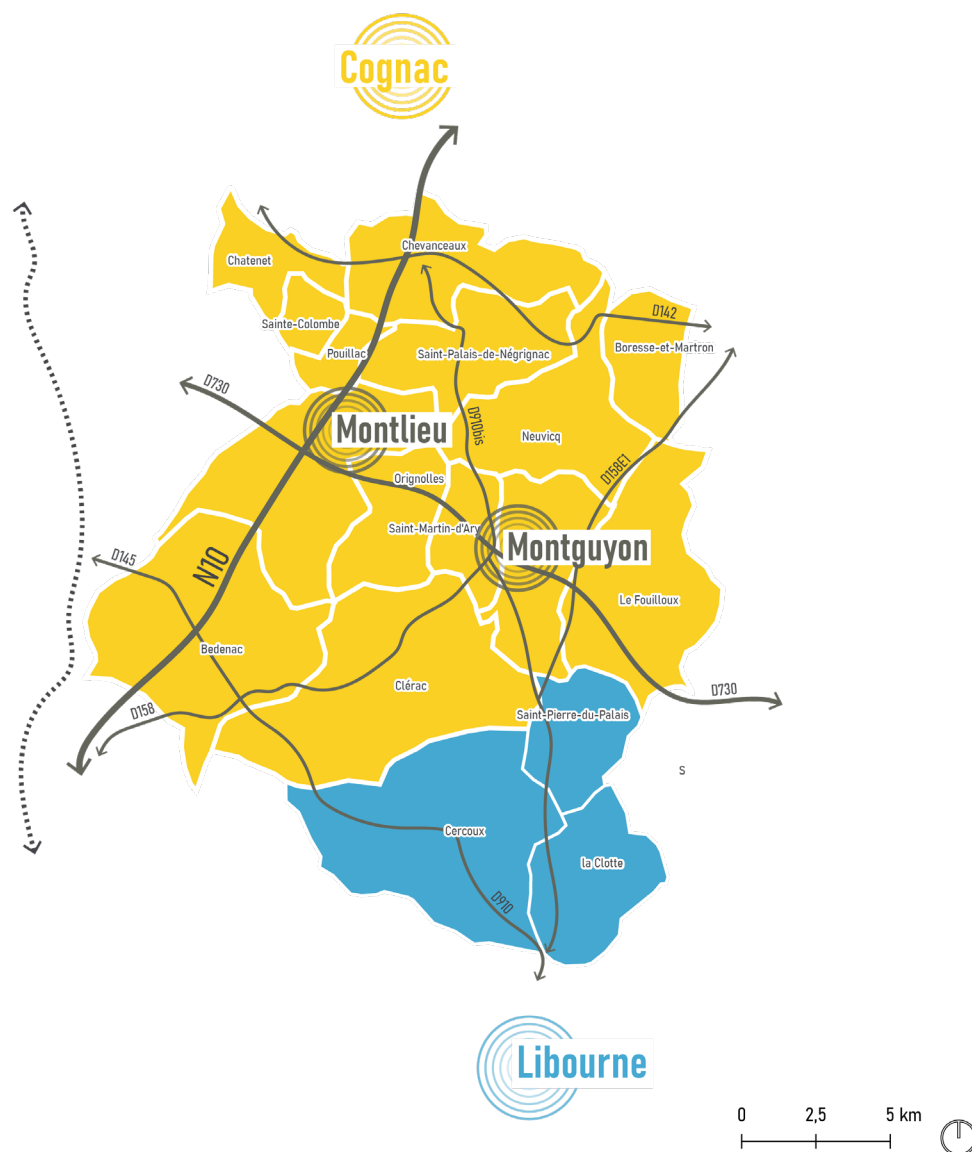 Cognac
Chevanceaux
Chatenet
D142
Sainte-Colombe
Boresse-et-Martron
Pouillac
Saint-Palais-de-Négrignac
D730
Montlieu
D910bis
Neuvicq
D158E1
Orignolles
Saint-Martin-d'Ary
Montguyon
D145
N10
Le Fouilloux
Bedenac
Clérac
D730
D158
Saint-Pierre-du-Palais
S
Cercoux
la Clotte
D910
Libourne
0 2,5 5 km